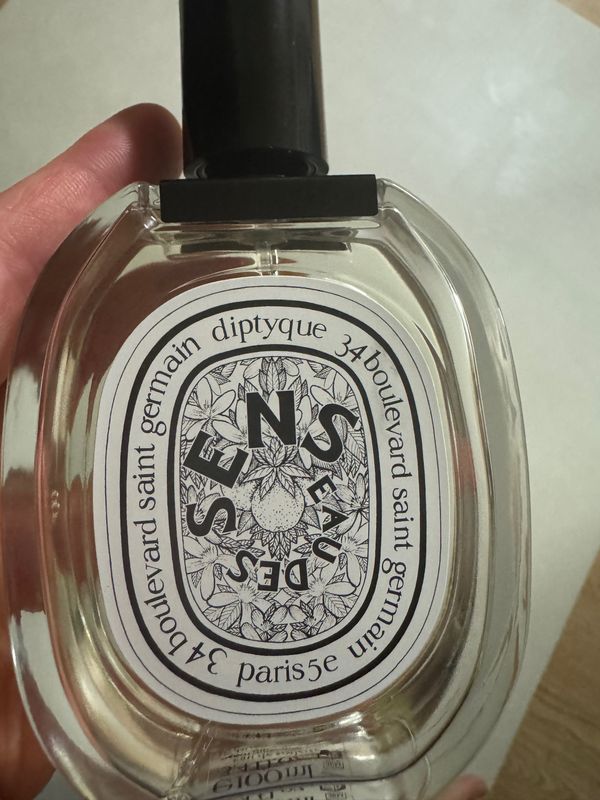 diptyque 34 boulevard saint germain paris 5e 34 boulevard saint germain
EAU DES SENS